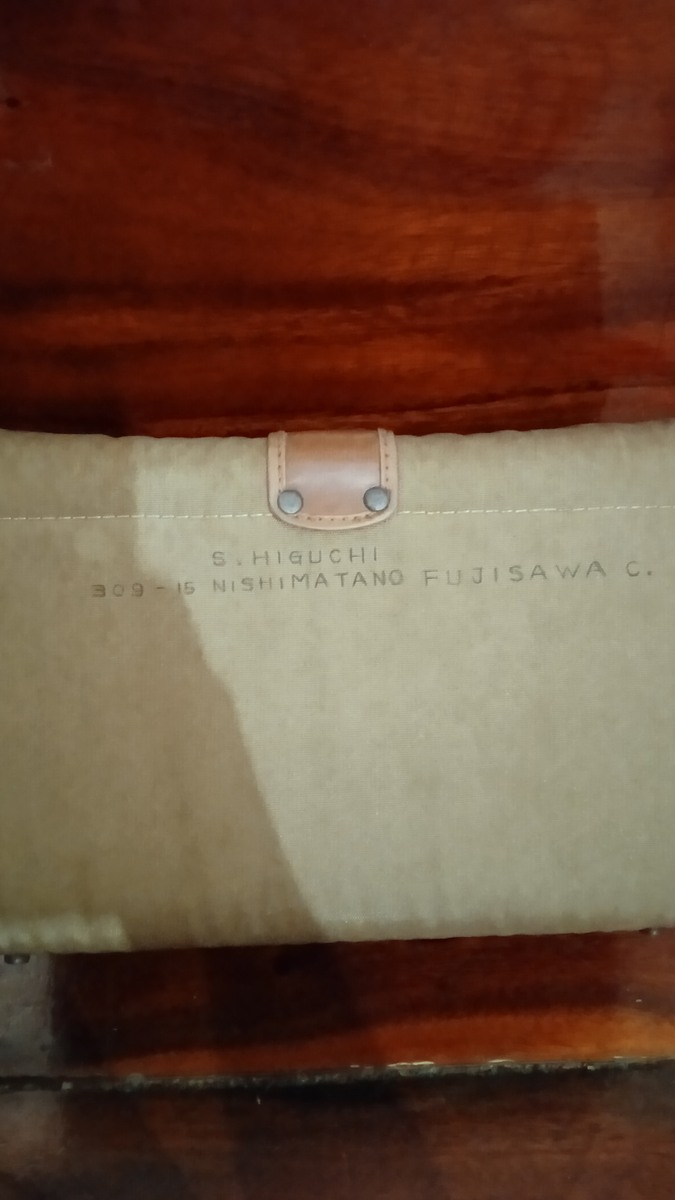 S. HIGUCHI
309-15 NISHIMATANO FUJISAWA C.